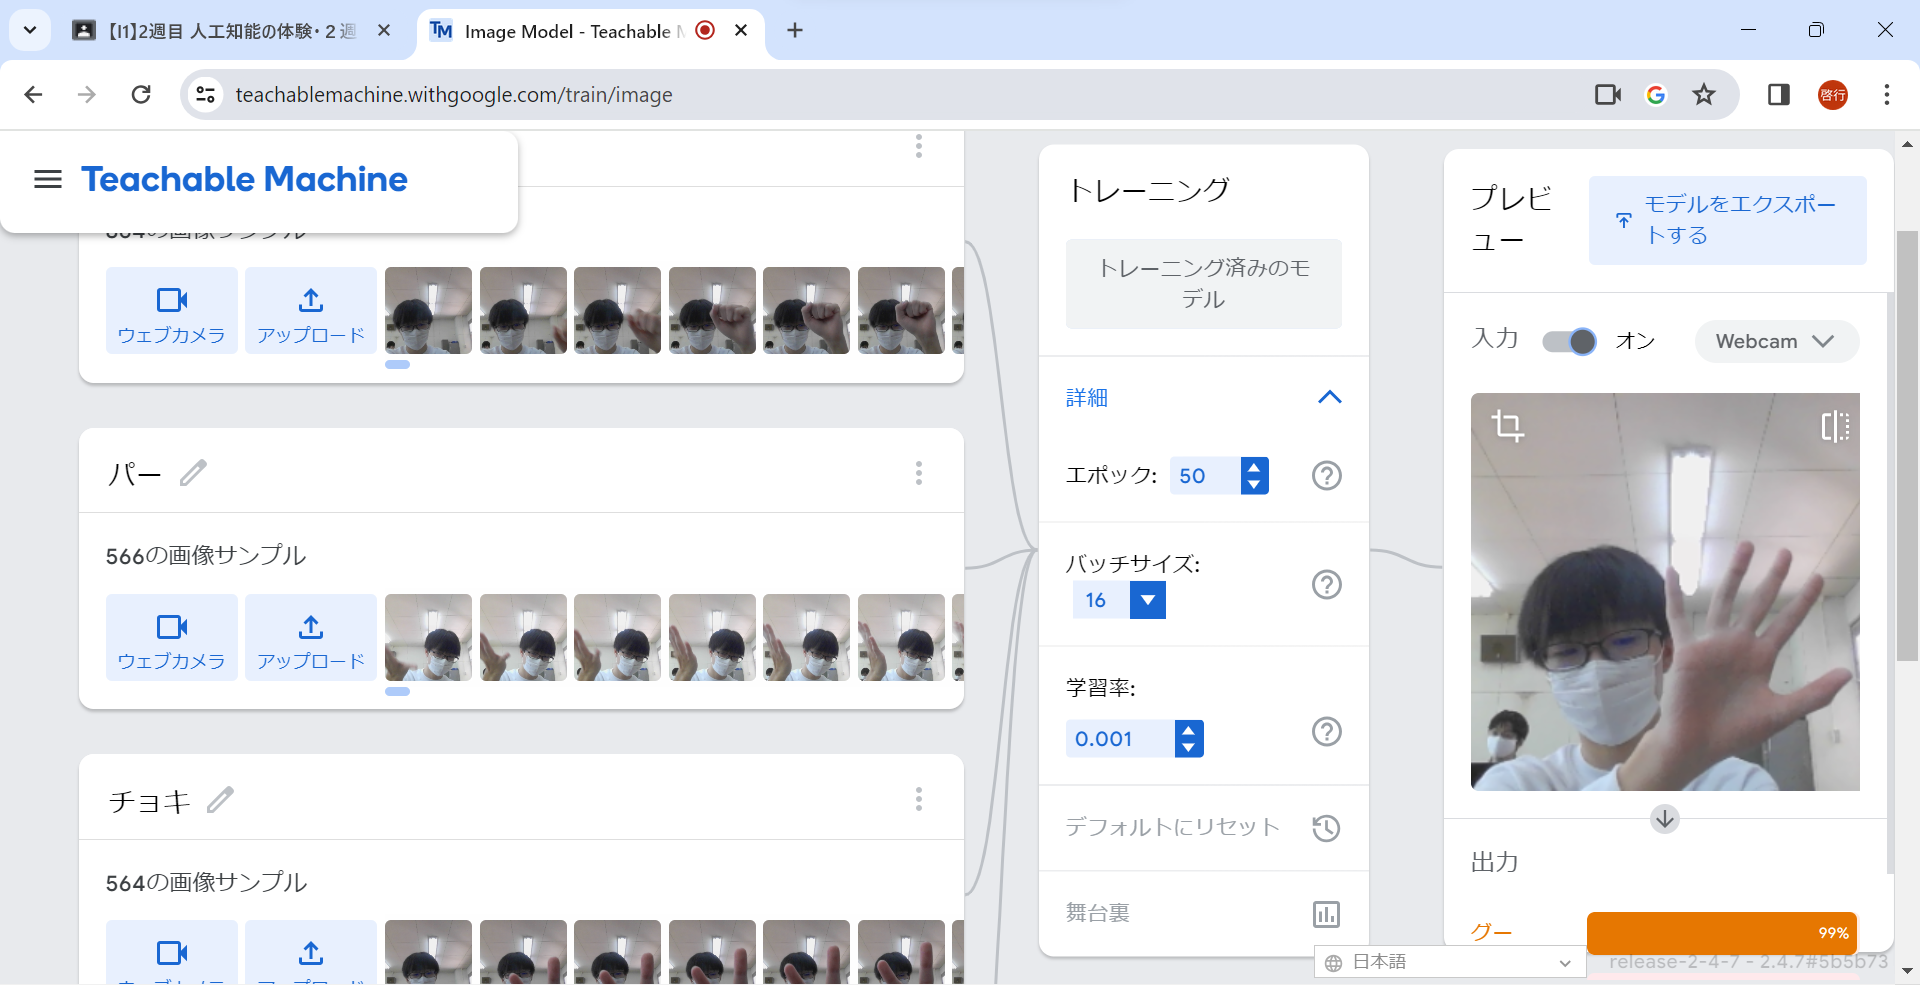 【I1】2週目 人工知能の体験・２週
Image Model - Teachable M
teachablemachine.withgoogle.com/train/image
啓行
Teachable Machine
の画像サンプル
ウェブカメラ
アップロード
パー
566の画像サンプル
ウェブカメラ
アップロード
チョキ
564の画像サンプル
トレーニング
トレーニング済みのモ
デル
詳細
エポック:
50
バッチサイズ:
16
学習率:
0.001
デフォルトにリセット
舞台裏
プレビ
ュー
モデルをエクスポー
トする
入力
オン
Webcam
出力
グー
99%
日本語
release-2-4-7 - 2.4.7#5b5b73